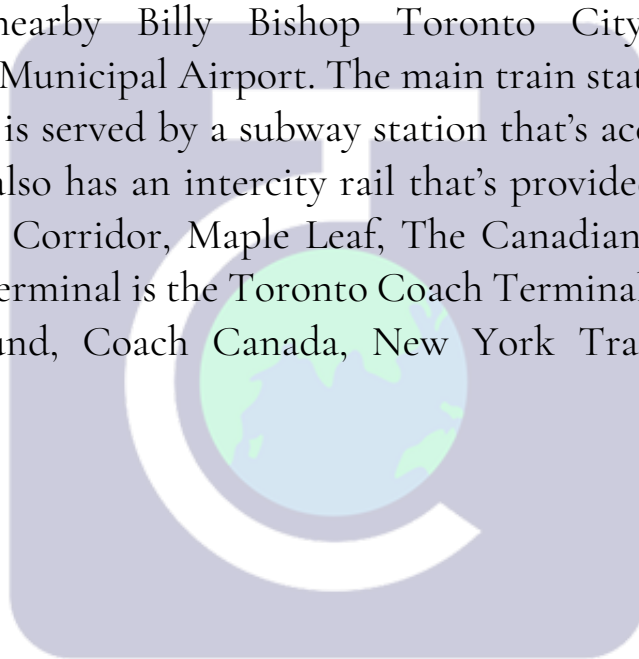 nearby Billy Bishop Toronto City
Municipal Airport. The main train stat
is served by a subway station that’s acc
also has an intercity rail that’s provided
Corridor, Maple Leaf, The Canadian
erminal is the Toronto Coach Terminal
und, Coach Canada, New York Tra